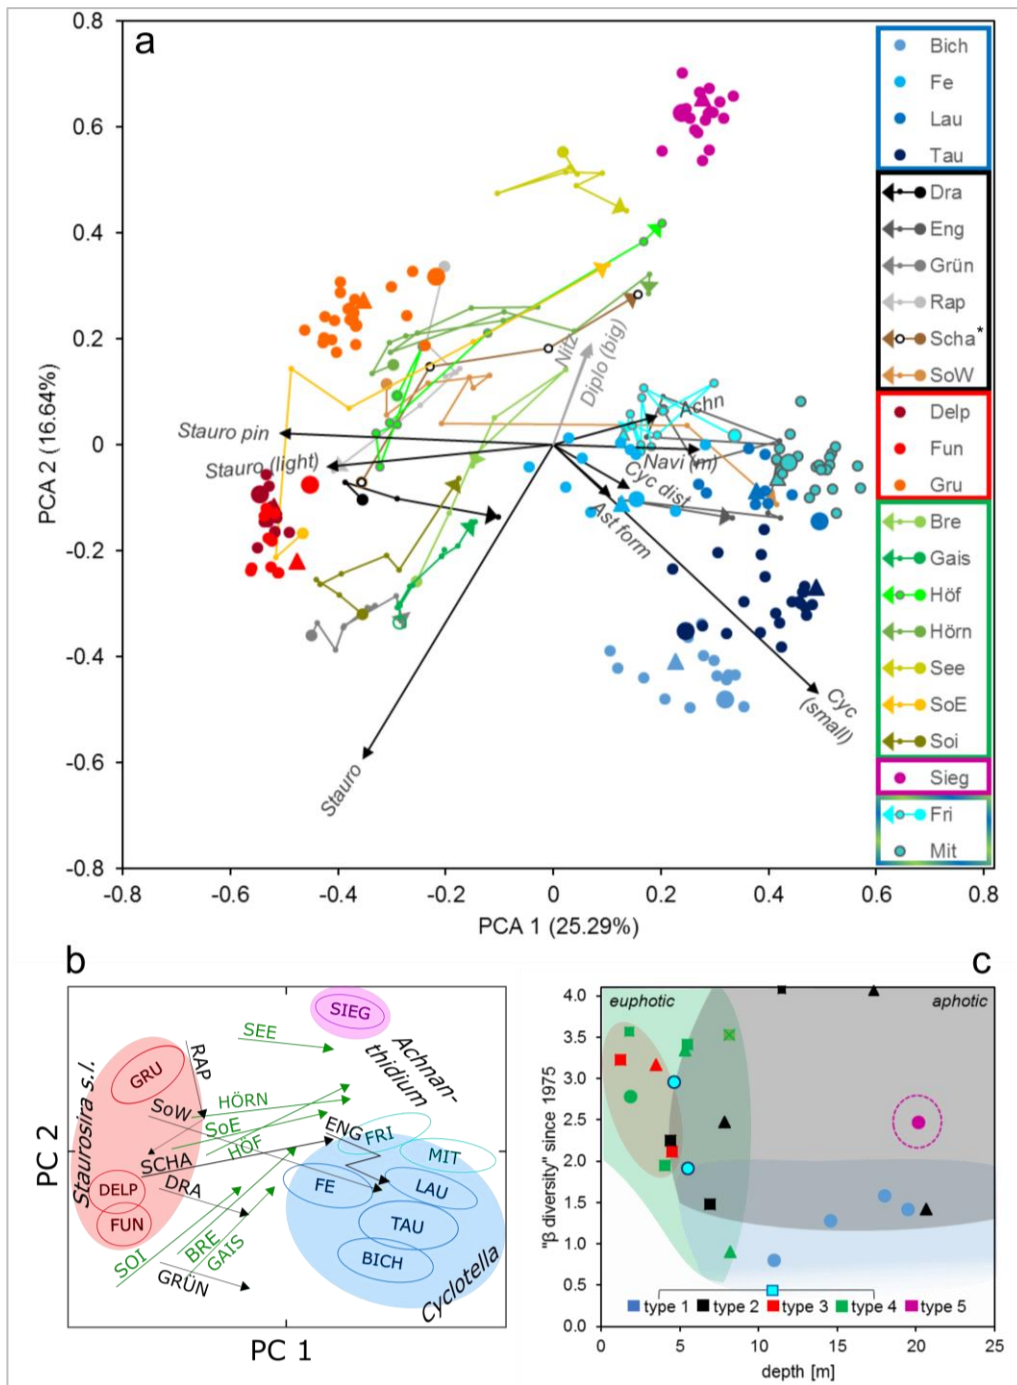 a
0.8
0.6
0.4
0.2
0
-0.2
-0.4
-0.6
-0.8
PCA 2 (16.64%)
-0.8
-0.6
-0.4
-0.2
0
0.2
0.4
0.6
0.8
PCA 1 (25.29%)
Stauro pin
Stauro (light)
Stauro
Nitz
Diplo (big)
Achn
Navi (m)
Cyc dist
Ast form
Cyc
(small)
Bich
Fe
Lau
Tau
Dra
Eng
Grün
Rap
Scha*
SoW
Delp
Fun
Gru
Bre
Gais
Höf
Hörn
See
SoE
Soi
Sieg
Fri
Mit
b
PC 2
PC 1
Staurosira s.l.
Achnan-
thidium
Cyclotella
SIEG
SEE
GRU
RAP
HÖRN
SoW
SoE
HÖF
ENG
FRI
MIT
SCHA
DELP
DRA
FE
LAU
FUN
TAU
SOI
BRE
GAIS
BICH
GRÜN
c
euphotic
aphotic
"β diversity" since 1975
4.0
3.5
3.0
2.5
2.0
1.5
1.0
0.5
0.0
type 1
type 2
type 3
type 4
type 5
0
5
10
15
20
25
depth [m]